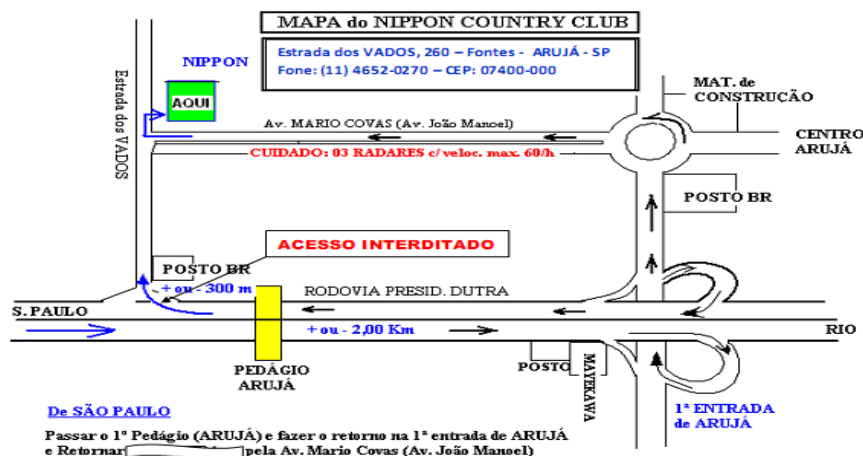 MAPA do NIPPON COUNTRY CLUB
Estrada dos VADOS, 260 – Fontes - ARUJÁ - SP
Fone: (11) 4652-0270 – CEP: 07400-000
NIPPON
AQUI
Estrada dos VADOS
MAT. de
CONSTRUÇÃO
Av. MARIO COVAS (Av. João Manoel)
CENTRO
ARUJÁ
CUIDADO: 03 RADARES c/ veloc. max. 60/h
POSTO BR
ACESSO INTERDITADO
POSTO BR
+ ou - 300 m
RODOVIA PRESID. DUTRA
S. PAULO
+ ou - 2,00 Km
RIO
PEDÁGIO
ARUJÁ
POSTO
MAYEKAWA
1ª ENTRADA
de ARUJÁ
De SÃO PAULO
Passar o 1º Pedágio (ARUJÁ) e fazer o retorno na 1ª entrada de ARUJÁ
e Retornar pela Av. Mario Covas (Av. João Manoel)